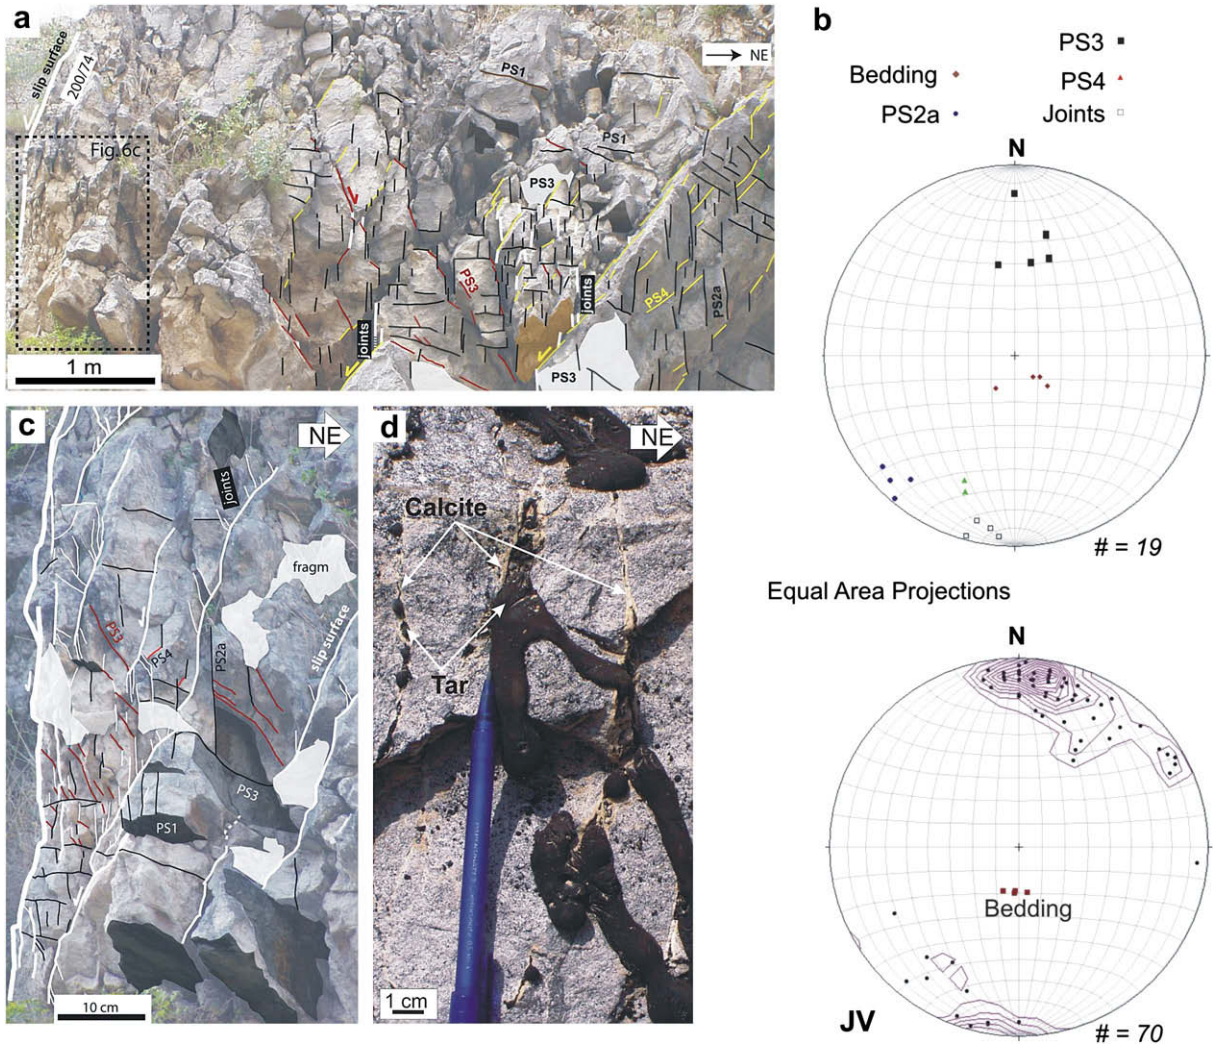 a
slip surface
200/74
NE
PS1
Fig.6c
PS1
PS3
PS3
PS4
PS2a
joints
joints
PS3
1 m
b
PS3
Bedding
PS4
PS2a
Joints
N
# = 19
Equal Area Projections
N
Bedding
JV
# = 70
c
NE
joints
fragm
PS3
PS4
PS2a
slip surface
PS3
PS1
10 cm
d
NE
Calcite
Tar
1 cm